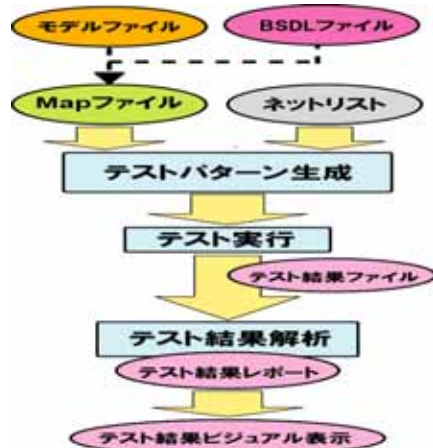 モデルファイル
BSDLファイル
Mapファイル
ネットリスト
テストパターン生成
テスト実行
テスト結果ファイル
テスト結果解析
テスト結果レポート
テスト結果ビジュアル表示